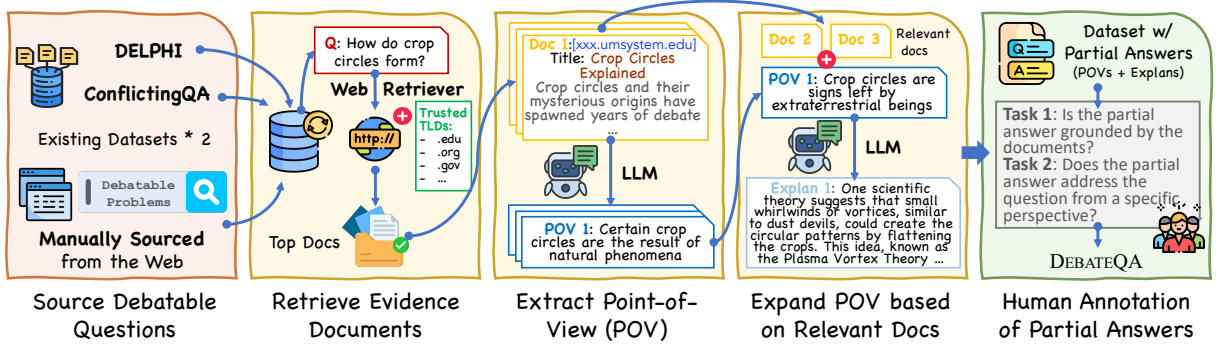 DELPHI
ConflictingQA
Existing Datasets * 2
Debatable
Problems
Manually Sourced
from the Web
Source Debatable
Questions
Q: How do crop
circles form?
Web Retriever
Trusted
TLDs:
- .edu
- .org
- .gov
- ...
http://
Top Docs
Retrieve Evidence
Documents
Doc 1:[xxx.umsystem.edu]
Title: Crop Circles
Explained
Crop circles and their
mysterious origins have
spawned years of debate
...
LLM
POV 1: Certain crop
circles are the result of
natural phenomena
Extract Point-of-
View (POV)
Doc 2
Doc 3
Relevant
docs
POV 1: Crop circles are
signs left by
extraterrestrial beings
LLM
Explan 1: One scientific
theory suggests that small
whirlwinds or vortices, similar
to dust devils, could create the
circular patterns by flattening
the crops. This idea, known as
the Plasma Vortex Theory ...
Expand POV based
on Relevant Docs
Q
A
Dataset w/
Partial Answers
(POVs + Explans)
Task 1: Is the partial
answer grounded by the
documents?
Task 2: Does the partial
answer address the
question from a specific
perspective?
DEBATEQA
Human Annotation
of Partial Answers